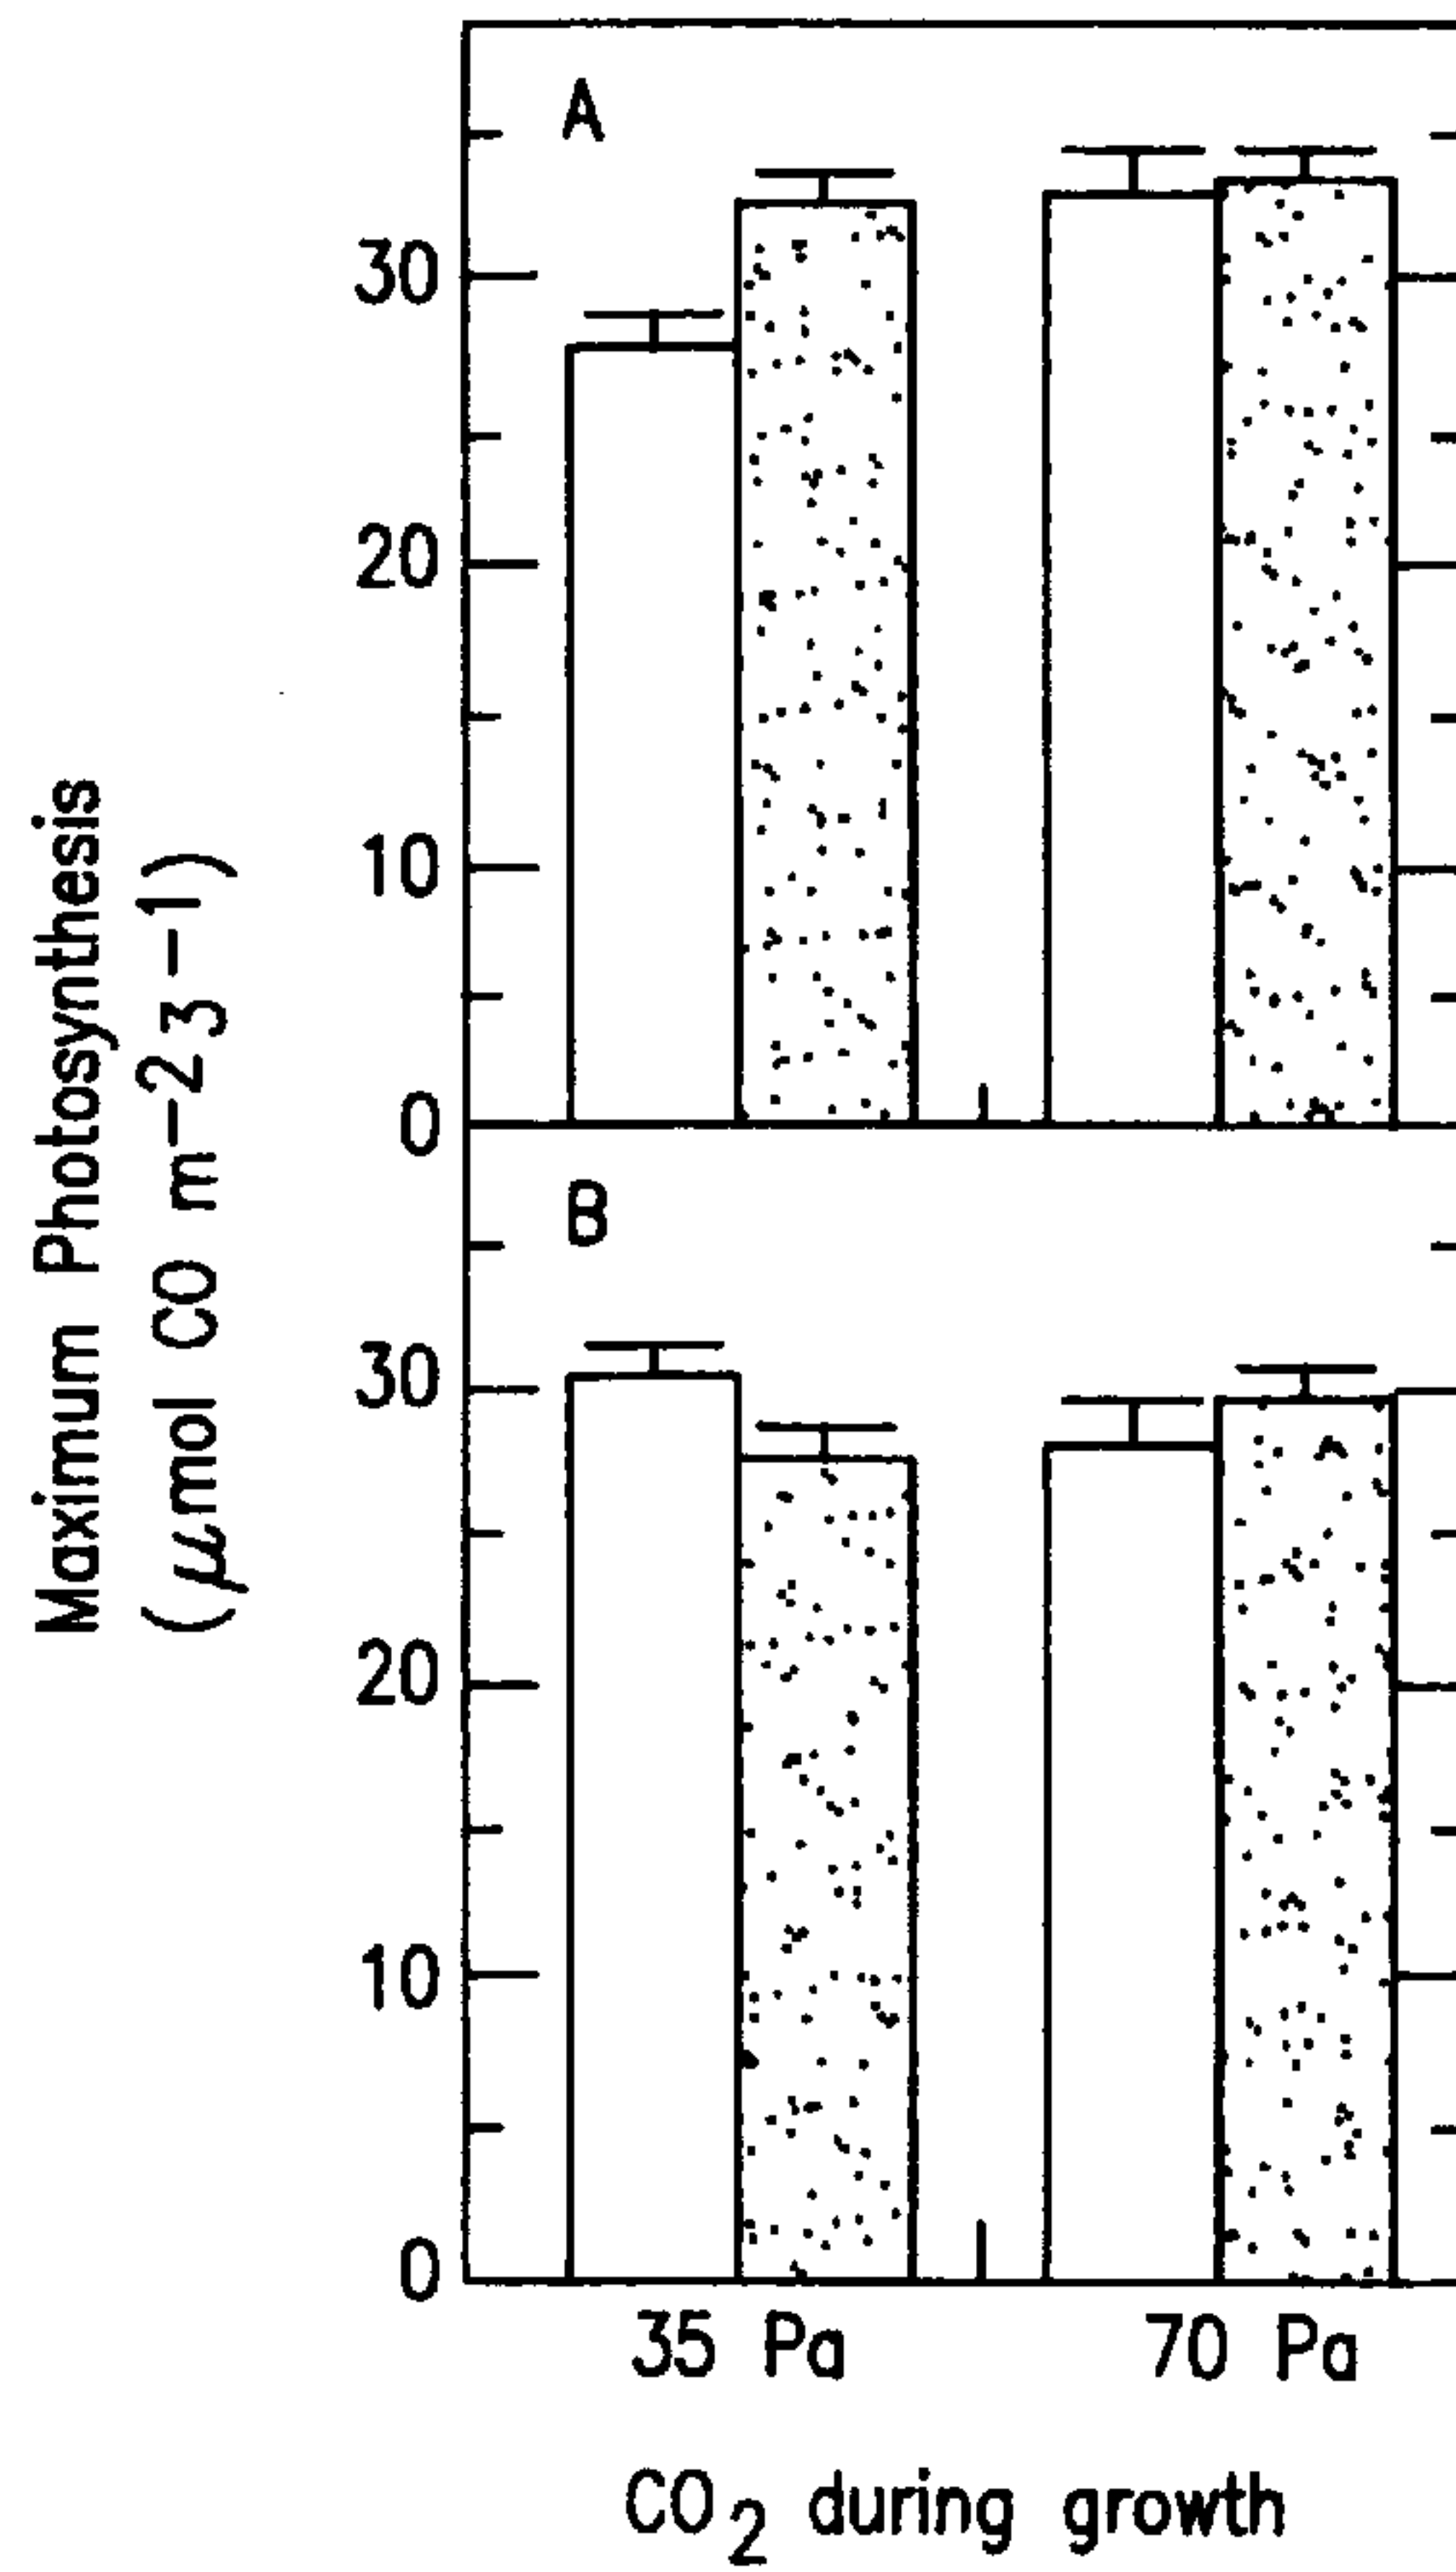 Maximum Photosynthesis
(μmol CO m−2 3−1)
A
30
20
10
0
B
30
20
10
0
35 Pa 70 Pa
CO2 during growth